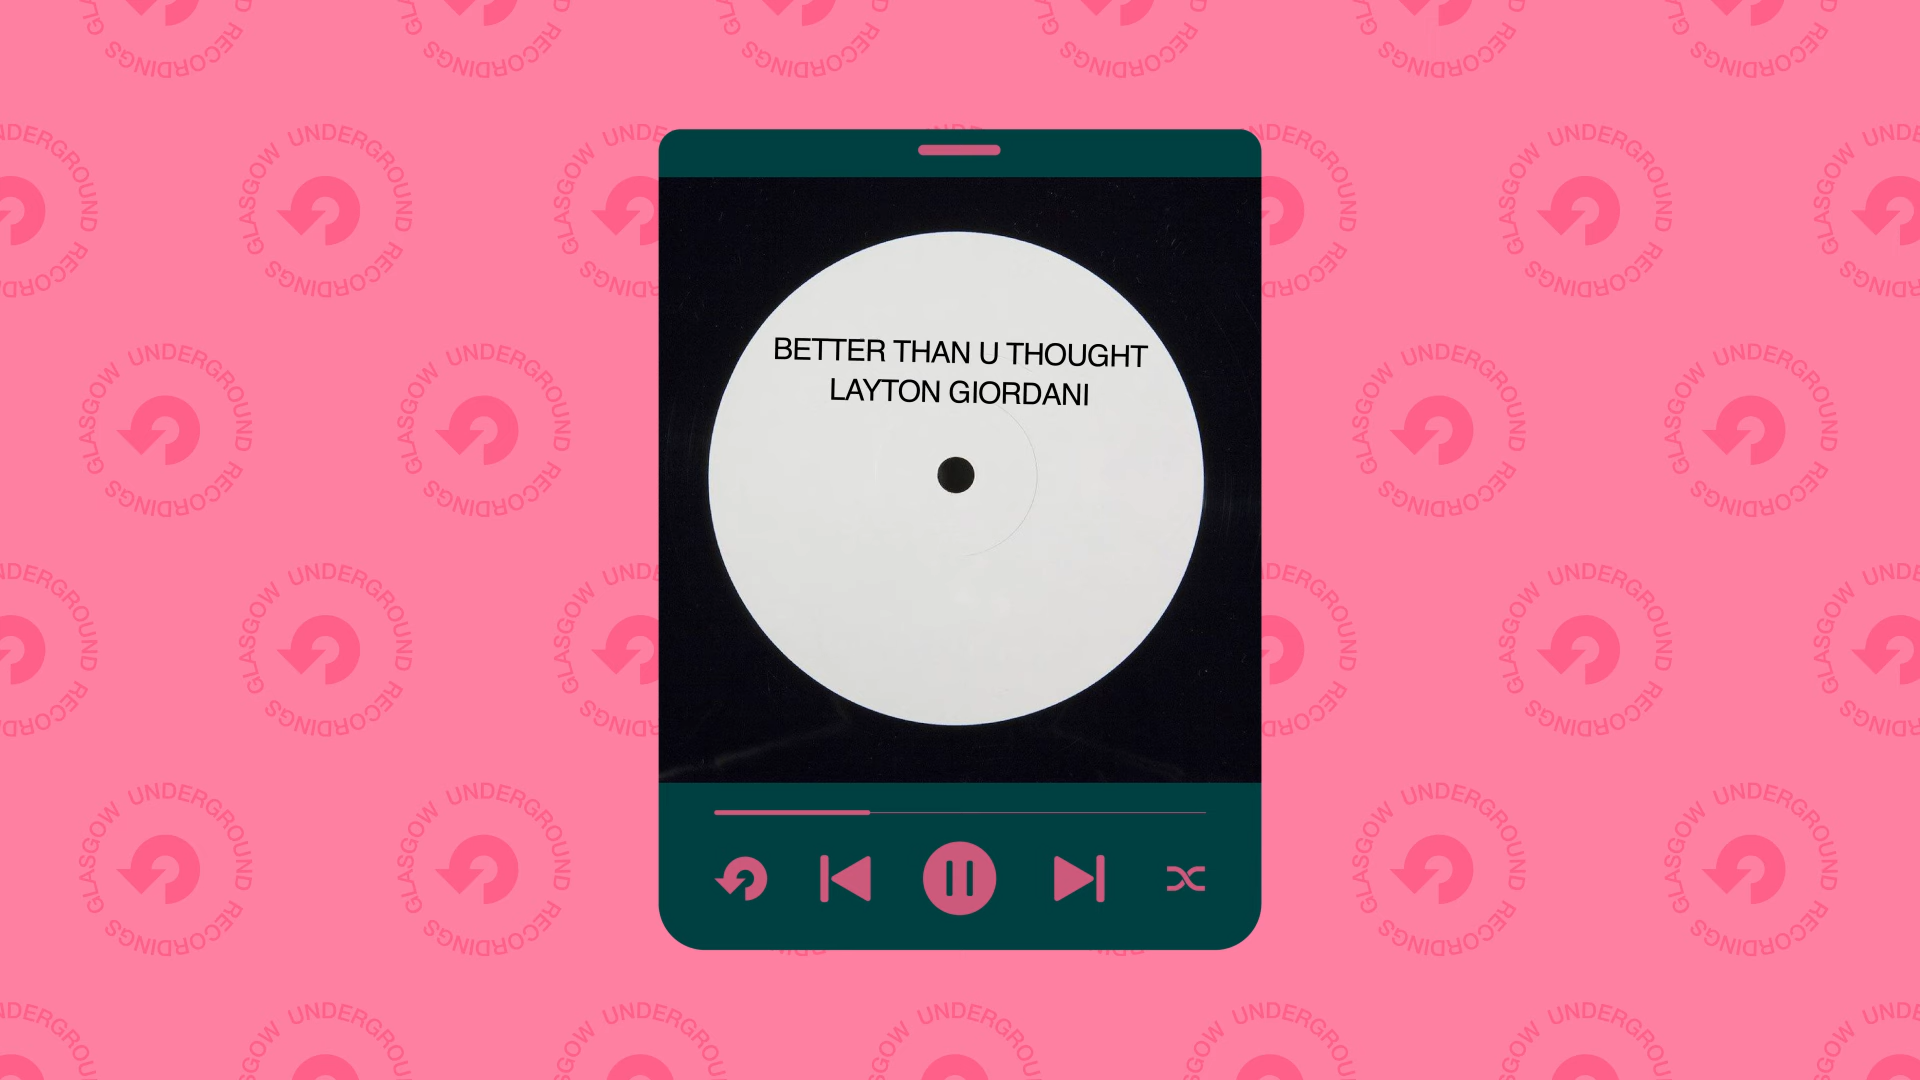 BETTER THAN U THOUGHT
LAYTON GIORDANI
GLASGOW UNDERGROUND RECORDINGS